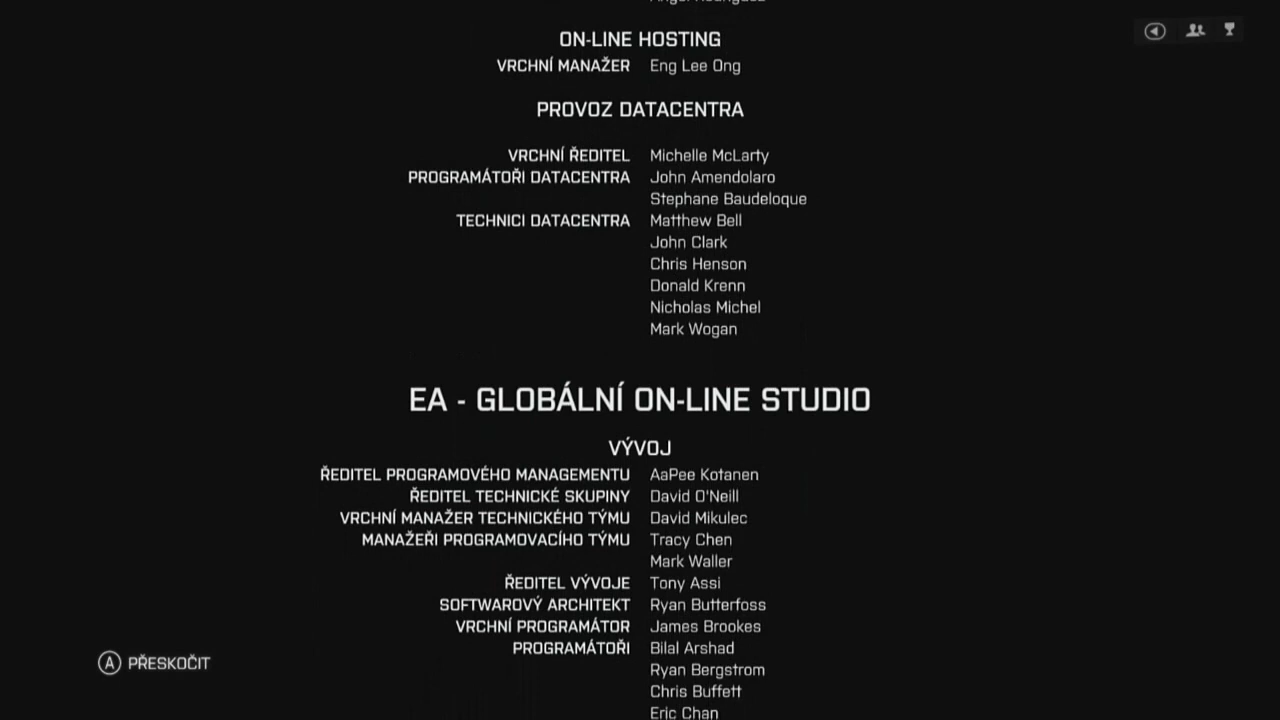 ON-LINE HOSTING
VRCHNÍ MANAŽER Eng Lee Ong
PROVOZ DATACENTRA
VRCHNÍ ŘEDITEL Michelle McLarty
PROGRAMÁTOŘI DATACENTRA John Amendolaro
Stephane Baudeloque
TECHNICI DATACENTRA Matthew Bell
John Clark
Chris Henson
Donald Krenn
Nicholas Michel
Mark Wogan
EA - GLOBÁLNÍ ON-LINE STUDIO
VÝVOJ
ŘEDITEL PROGRAMOVÉHO MANAGEMENTU AaPee Kotanen
ŘEDITEL TECHNICKÉ SKUPINY David O'Neill
VRCHNÍ MANAŽER TECHNICKÉHO TÝMU David Mikulec
MANAŽEŘI PROGRAMOVACÍHO TÝMU Tracy Chen
Mark Waller
ŘEDITEL VÝVOJE Tony Assi
SOFTWAROVÝ ARCHITEKT Ryan Butterfoss
VRCHNÍ PROGRAMÁTOR James Brookes
PROGRAMÁTOŘI Bilal Arshad
A PŘESKOČIT
Ryan Bergstrom
Chris Buffett
Eric Chan